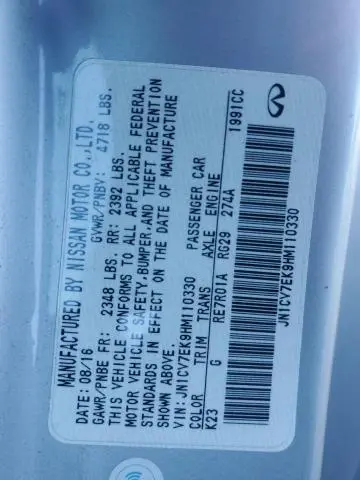 MANUFACTURED BY NISSAN MOTOR CO.,LTD.
DATE: 08/16 GVWR/PNBV: 4718 LBS.
GAWR/PNBE FR: 2348 LBS. RR: 2392 LBS.
THIS VEHICLE CONFORMS TO ALL APPLICABLE FEDERAL
MOTOR VEHICLE SAFETY,BUMPER,AND THEFT PREVENTION
STANDARDS IN EFFECT ON THE DATE OF MANUFACTURE
SHOWN ABOVE.
VIN:JN1CV7EK9HM110330 PASSENGER CAR
COLOR TRIM TRANS AXLE ENGINE
K23 G RE7R01A RG29 274A 1991CC
JN1CV7EK9HM110330